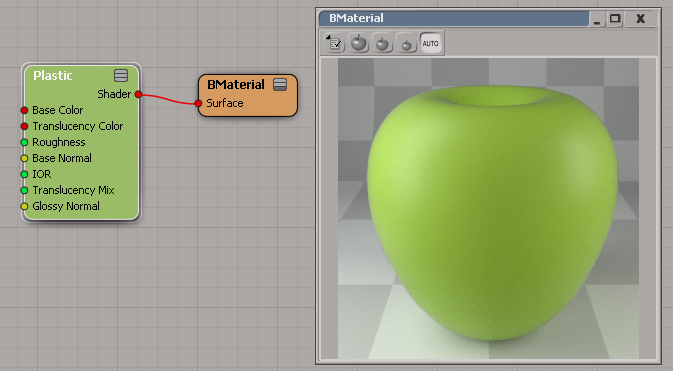 BMaterial
AUTO
Plastic
Shader
Base Color
Translucency Color
Roughness
Base Normal
IOR
Translucency Mix
Glossy Normal
BMaterial
Surface